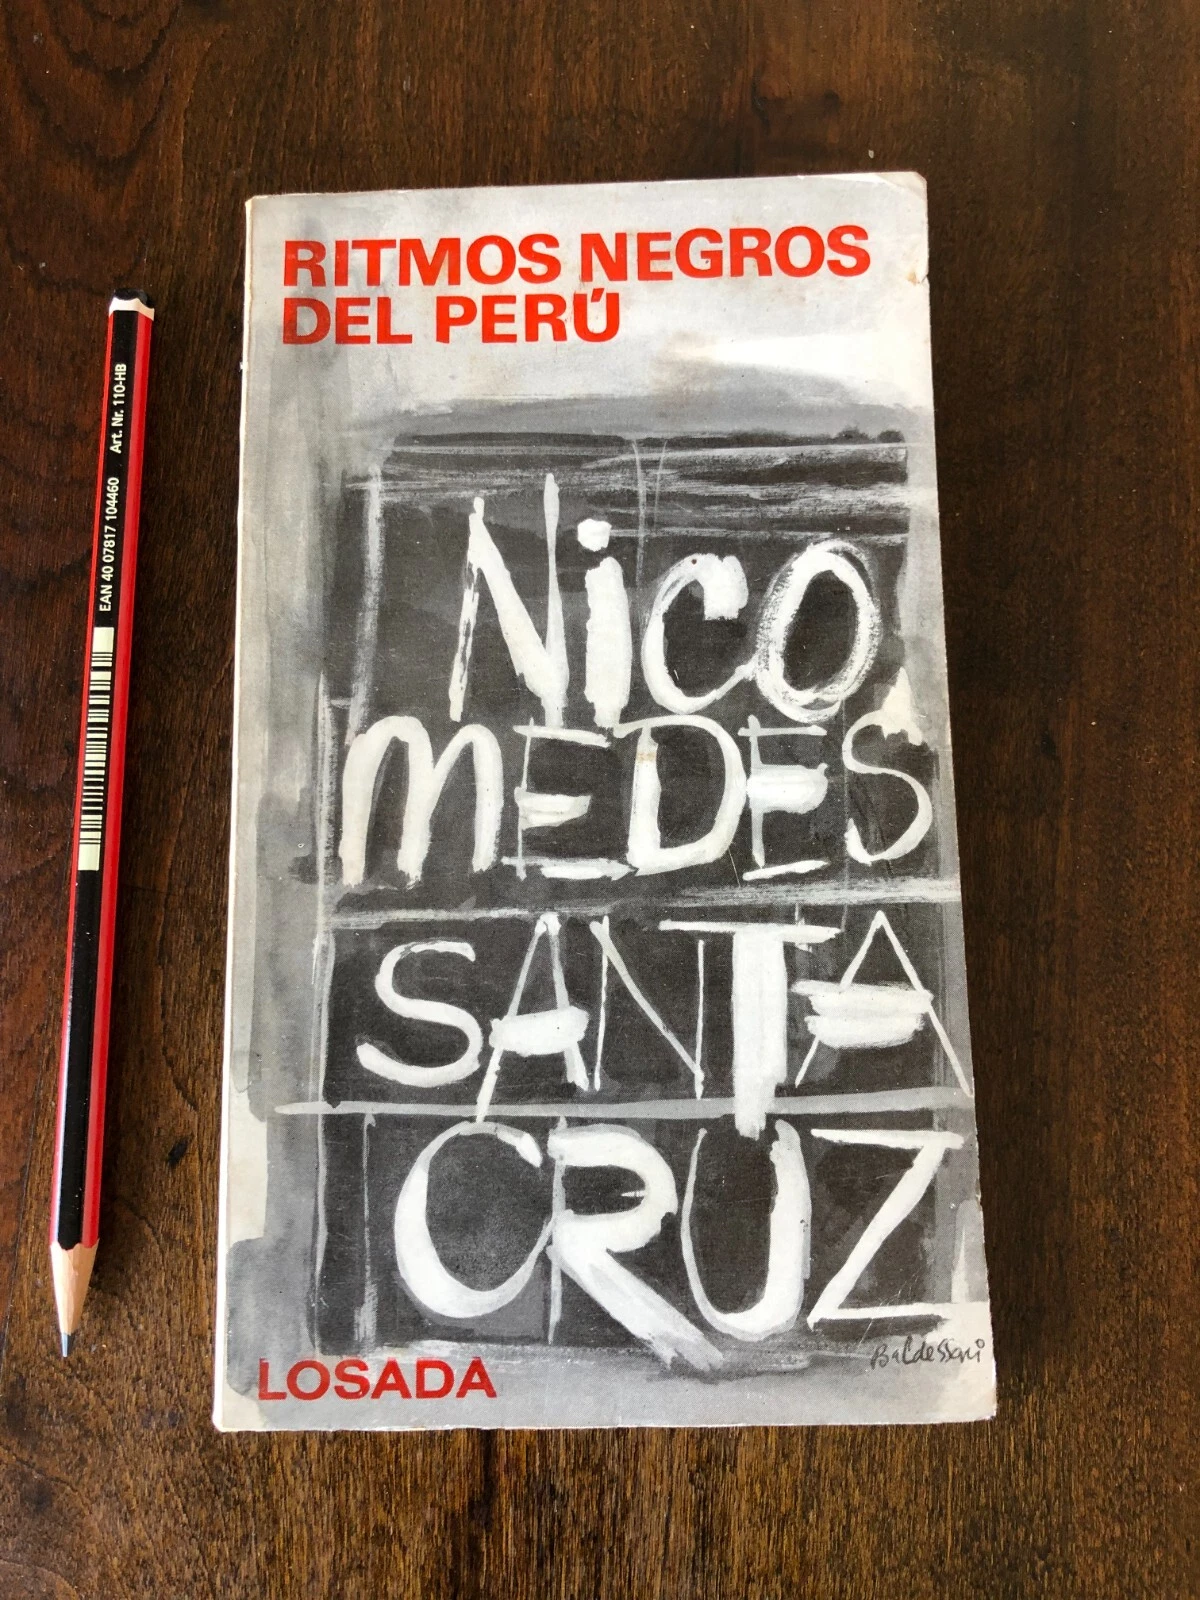 RITMOS NEGROS
DEL PERÚ
NiCO
MEDES
SANTA
CRUZ
Baldessari
LOSADA
EAN 40 07817 104460 Art. Nr. 110-HB